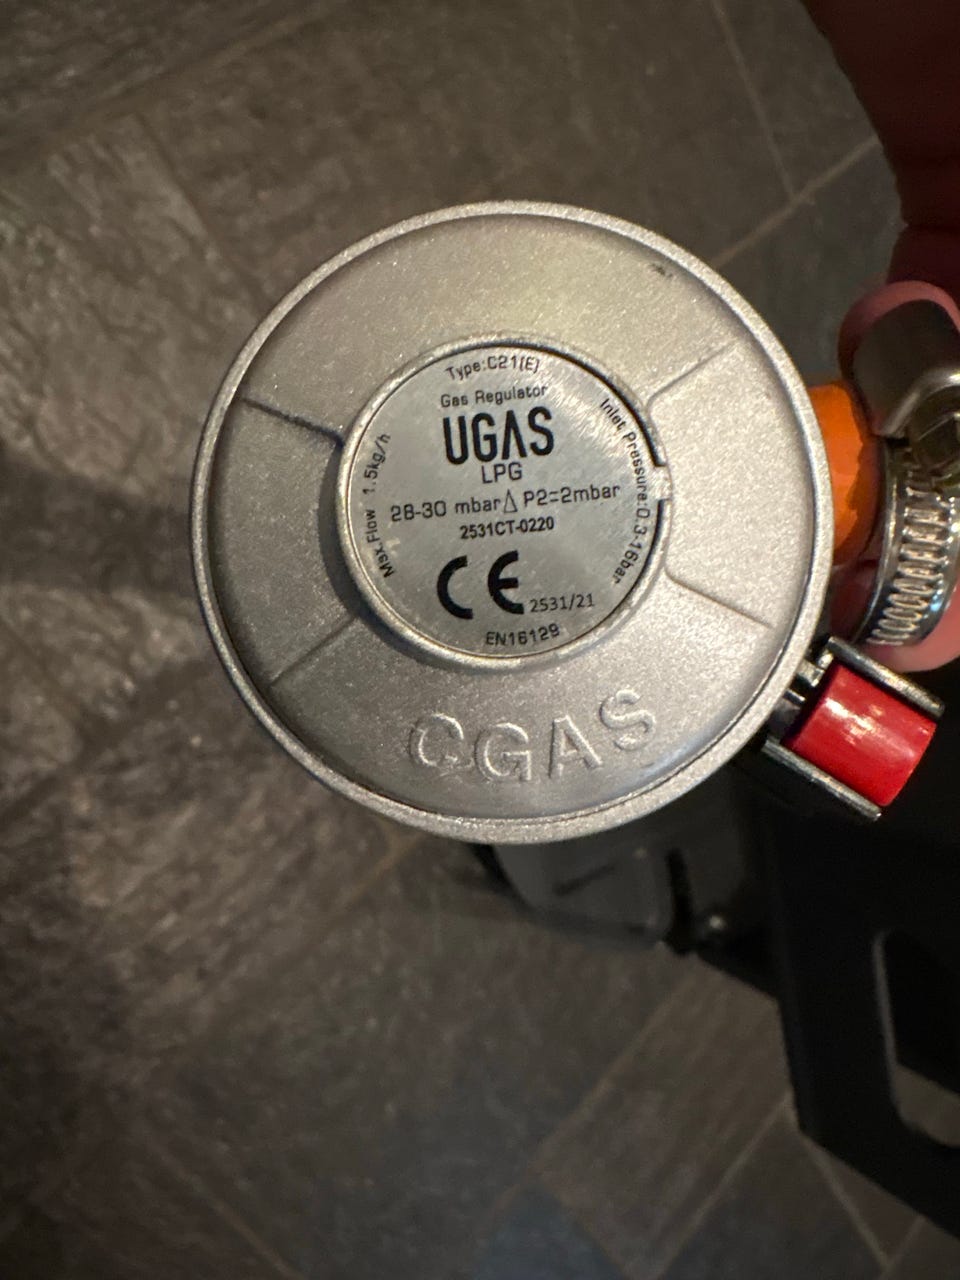 Type:C21(E)
Gas Regulator
UGAS
LPG
28-30 mbar Δ P2=2mbar
2531CT-0220
CE 2531/21
EN16129
Max.Flow 1.5kg/h
Inlet Pressure:0.3-16bar
CGAS